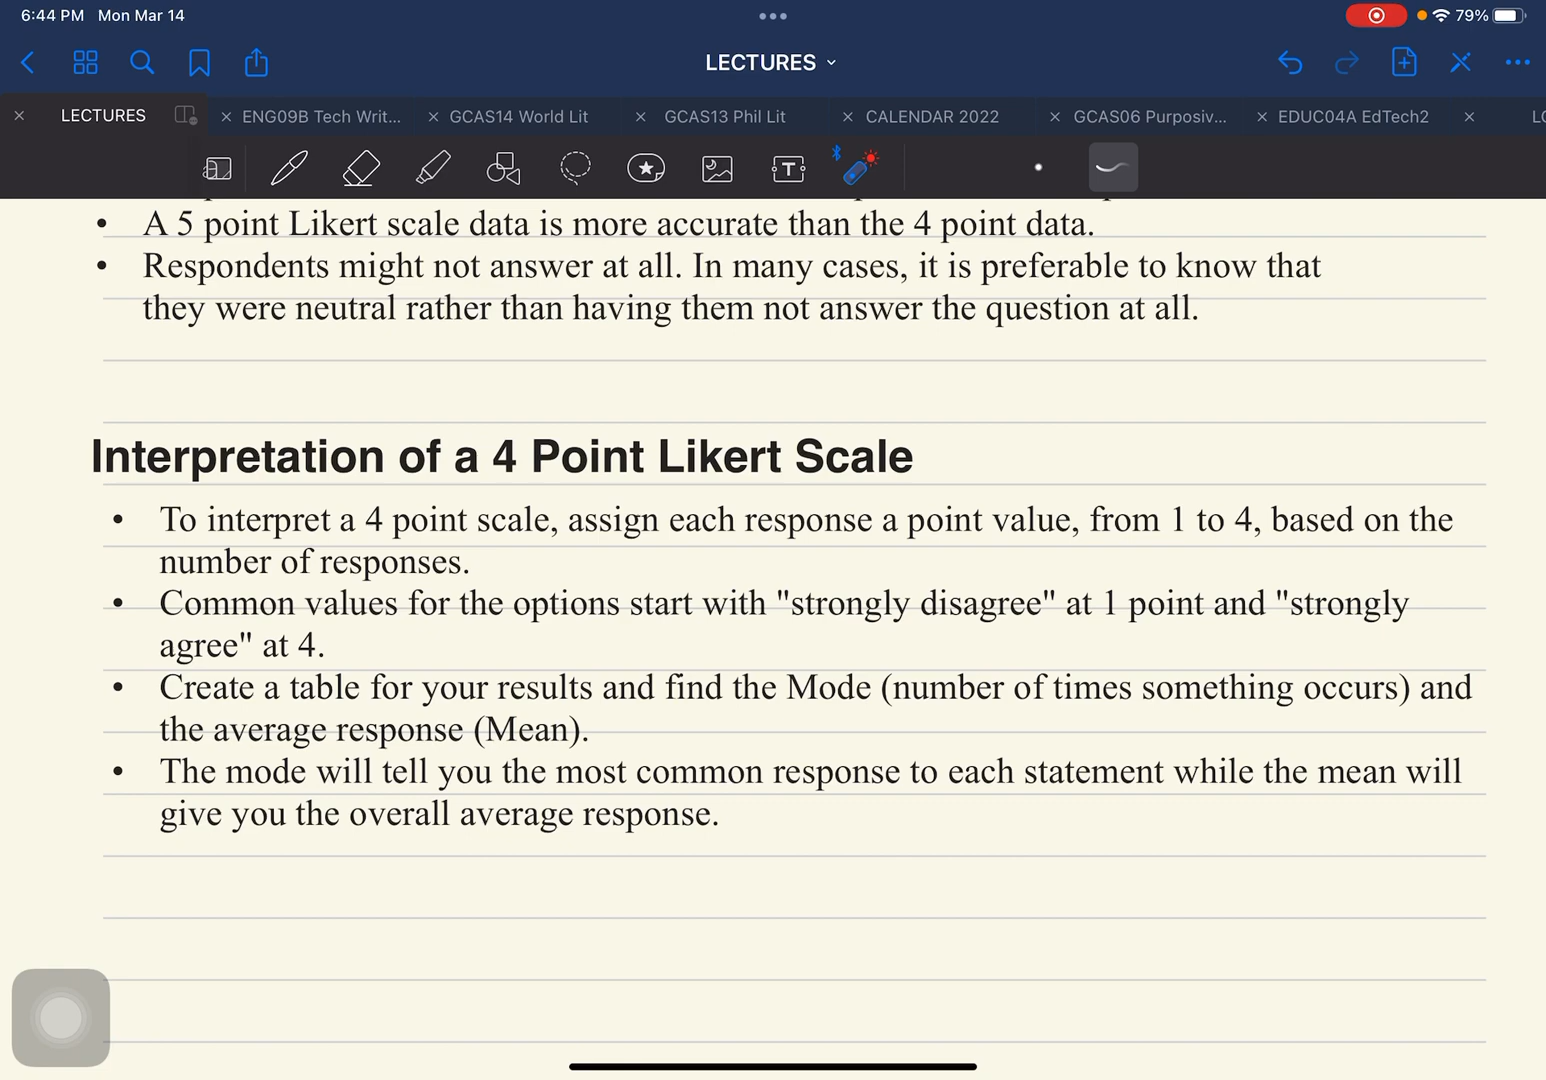 6:44 PM Mon Mar 14
79%
LECTURES
LECTURES
ENG09B Tech Writ...
GCAS14 World Lit
GCAS13 Phil Lit
CALENDAR 2022
GCAS06 Purposiv...
EDUC04A EdTech2
• A 5 point Likert scale data is more accurate than the 4 point data.
• Respondents might not answer at all. In many cases, it is preferable to know that
they were neutral rather than having them not answer the question at all.
Interpretation of a 4 Point Likert Scale
• To interpret a 4 point scale, assign each response a point value, from 1 to 4, based on the
number of responses.
• Common values for the options start with "strongly disagree" at 1 point and "strongly
agree" at 4.
• Create a table for your results and find the Mode (number of times something occurs) and
the average response (Mean).
• The mode will tell you the most common response to each statement while the mean will
give you the overall average response.